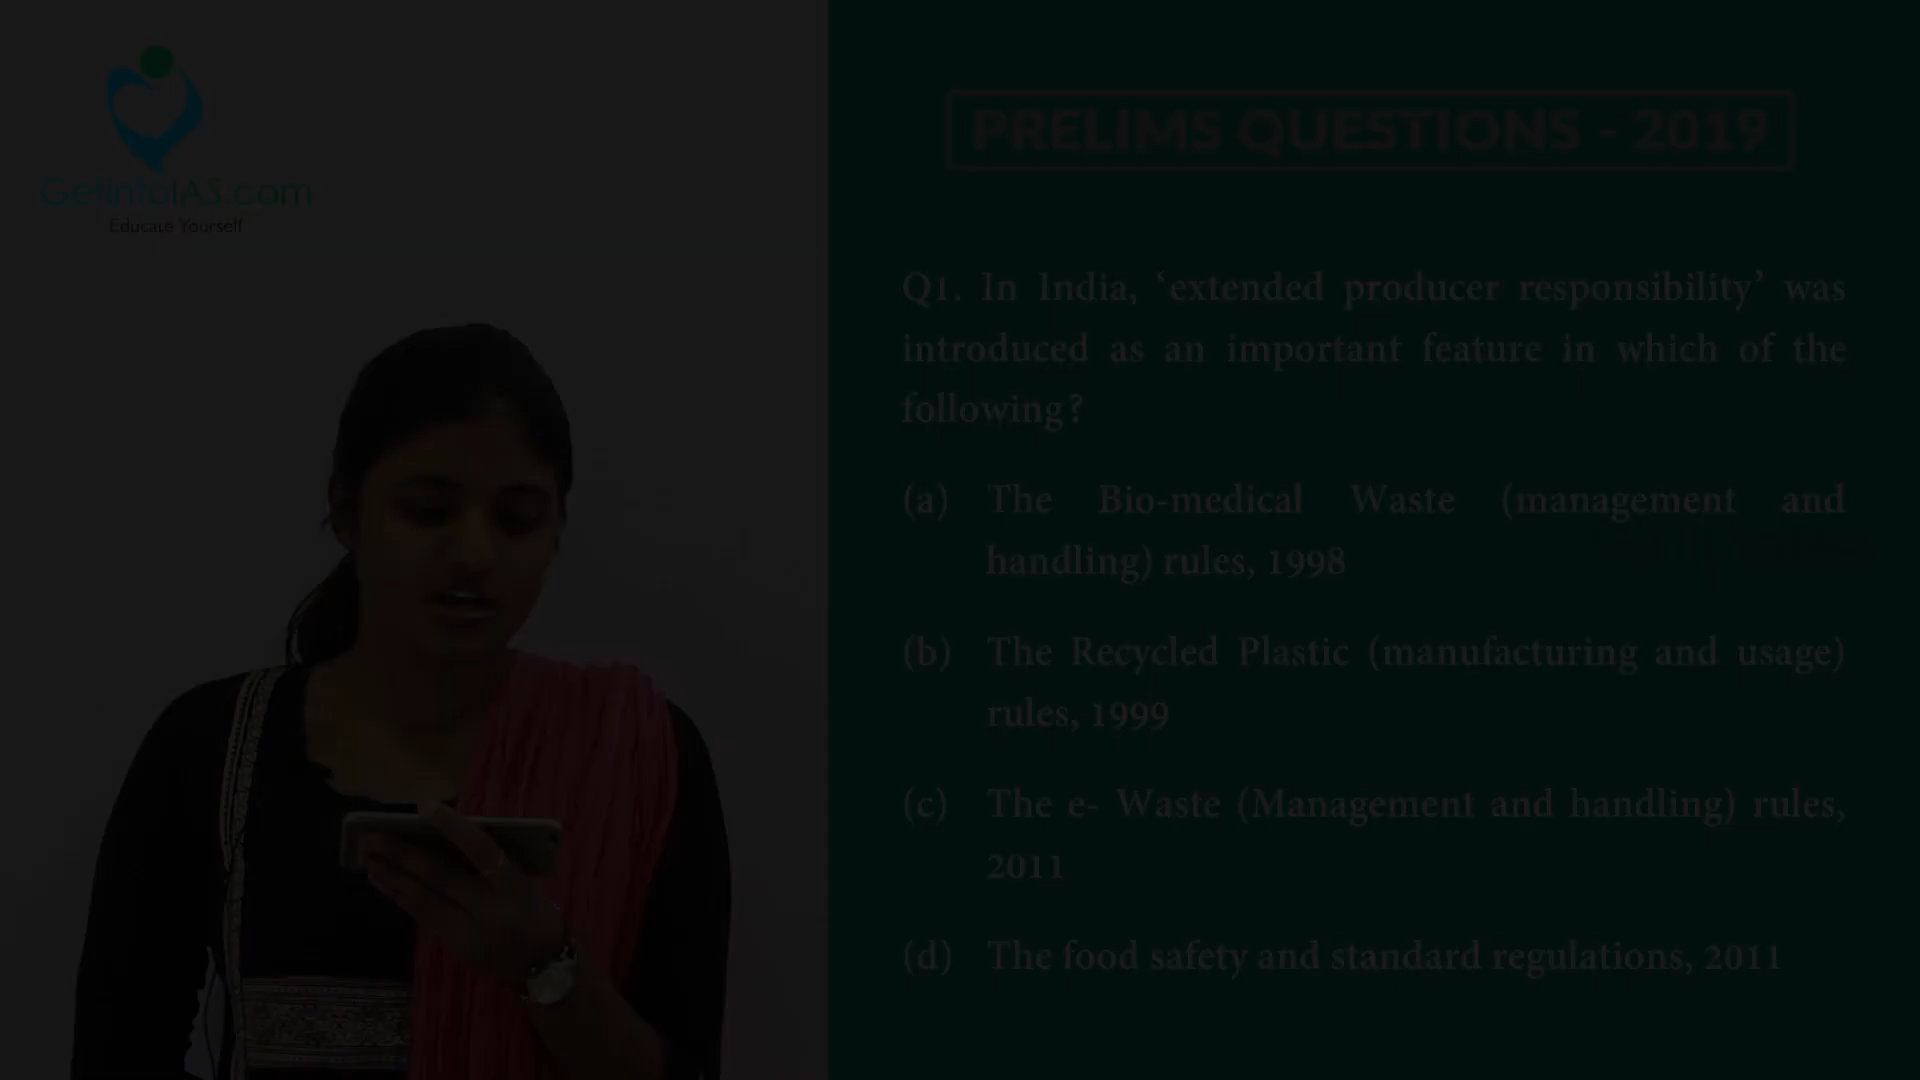 GetintoIAS.com
Educate Yourself
PRELIMS QUESTIONS - 2019
Q1. In India, ‘extended producer responsibility’ was
introduced as an important feature in which of the
following?
(a) The Bio-medical Waste (management and
handling) rules, 1998
(b) The Recycled Plastic (manufacturing and usage)
rules, 1999
(c) The e- Waste (Management and handling) rules,
2011
(d) The food safety and standard regulations, 2011